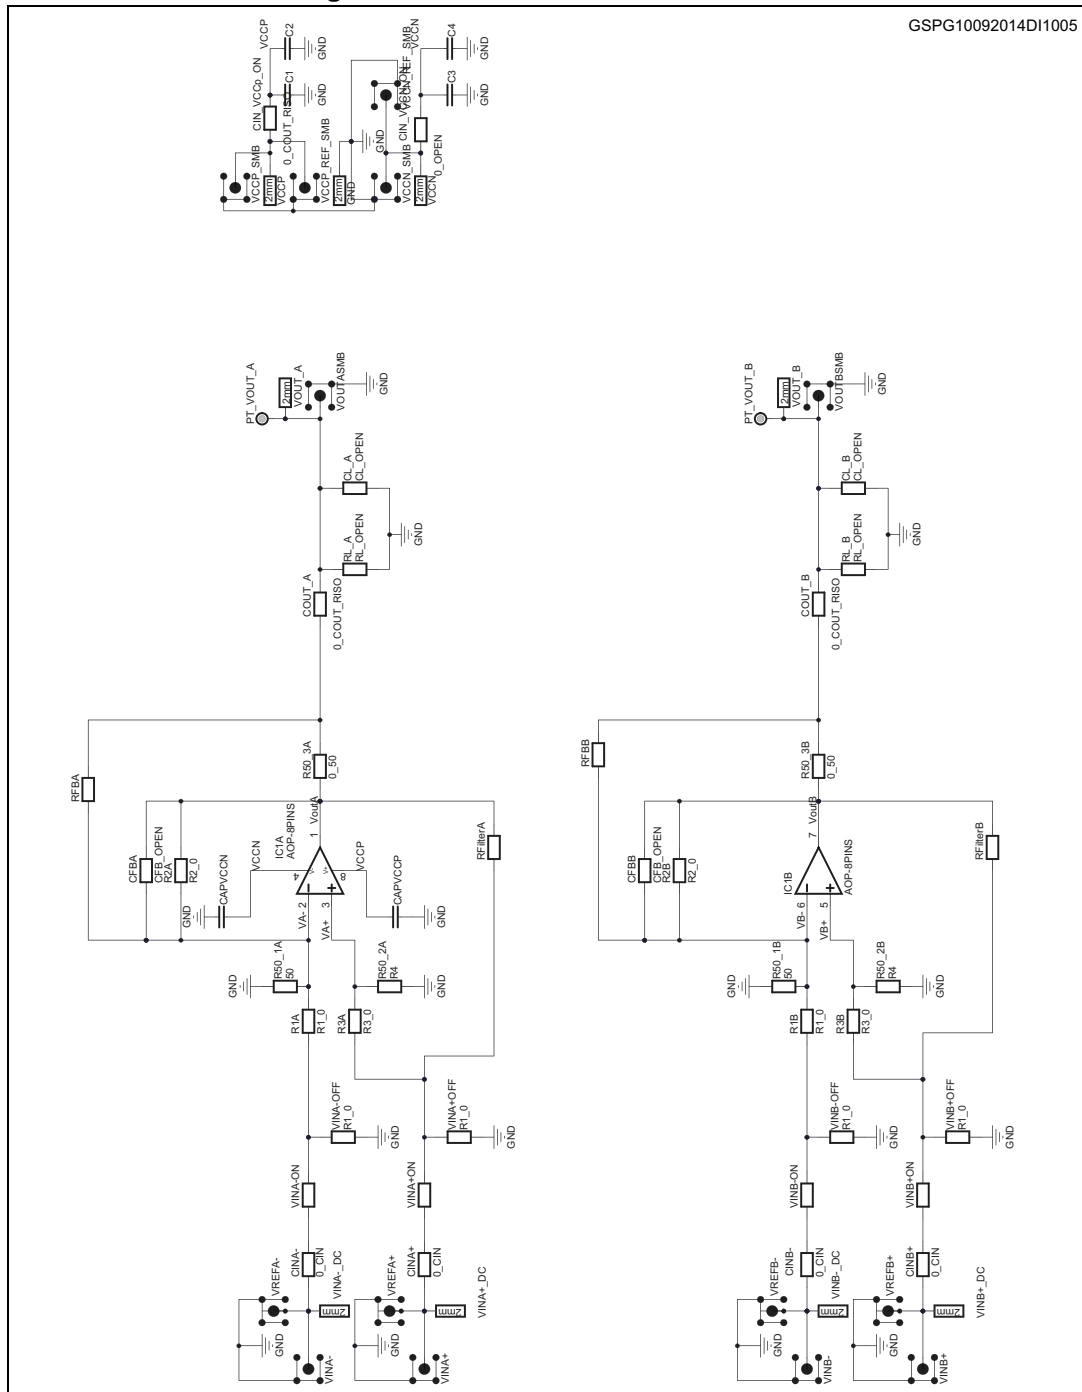 GSPG10092014DI1005
VCCP
C2
GND
CIN_VCCp_ON
C1
GND
0_COUT_RISO
VCCP_SMB
2mm
VCCP
VCCP_REF_SMB
2mm
GND
GND
VCCN_REF_SMB
VCCN
C4
GND
C3
GND
CIN_VCCN_ON
0_OPEN
VCCN_SMB
2mm
VCCN
PT_VOUT_A
2mm
VOUT_A
VOUTASMB
GND
CL_A
CL_OPEN
RL_A
RL_OPEN
GND
COUT_A
0_COUT_RISO
RFBA
R50_3A
0_50
CFBA
CFB_OPEN
R2A
R2_0
IC1A
AOP-8PINS
1
VoutA
VCCN
CAPVCCN
GND
4
V-
V+
8
VCCP
CAPVCCP
GND
VA-
2
VA+
3
RFilterA
GND
R50_1A
50
R50_2A
R4
GND
R1A
R1_0
R3A
R3_0
VINA-OFF
R1_0
GND
VINA+OFF
R1_0
GND
VINA-ON
VINA+ON
CINA-
0_CIN
CINA+
0_CIN
VREFA-
VINA-_DC
2mm
VREFA+
VINA+_DC
2mm
GND
GND
VINA-
VINA+
PT_VOUT_B
2mm
VOUT_B
VOUTBSMB
GND
CL_B
CL_OPEN
RL_B
RL_OPEN
GND
COUT_B
0_COUT_RISO
RFBB
R50_3B
0_50
CFBB
CFB_OPEN
R2B
R2_0
IC1B
AOP-8PINS
7
VoutB
VB-
6
VB+
5
RFilterB
GND
R50_1B
50
R50_2B
R4
GND
R1B
R1_0
R3B
R3_0
VINB-OFF
R1_0
GND
VINB+OFF
R1_0
GND
VINB-ON
VINB+ON
CINB-
0_CIN
CINB+
0_CIN
VREFB-
VINB-_DC
2mm
VREFB+
VINB+_DC
2mm
GND
GND
VINB-
VINB+